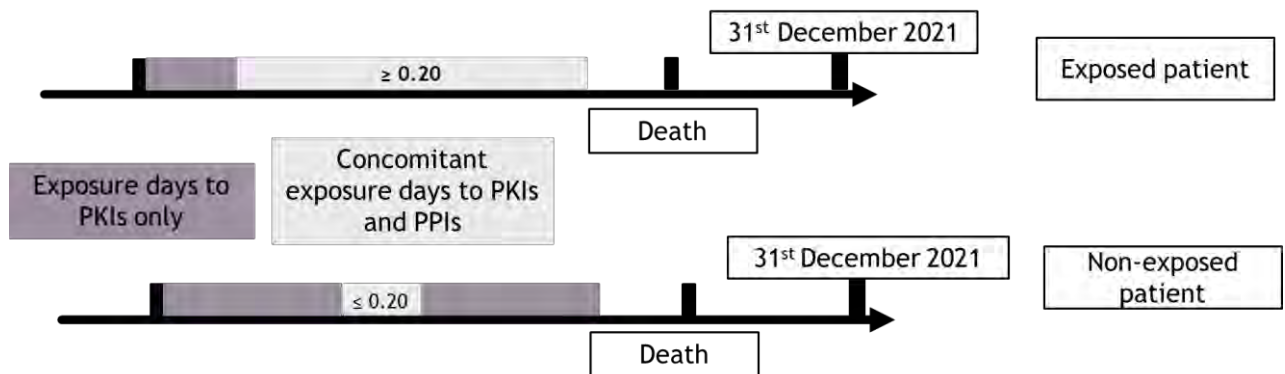 31st December 2021
≥ 0.20
Exposed patient
Death
Exposure days to
PKIs only
Concomitant
exposure days to PKIs
and PPIs
31st December 2021
Non-exposed
patient
≤ 0.20
Death